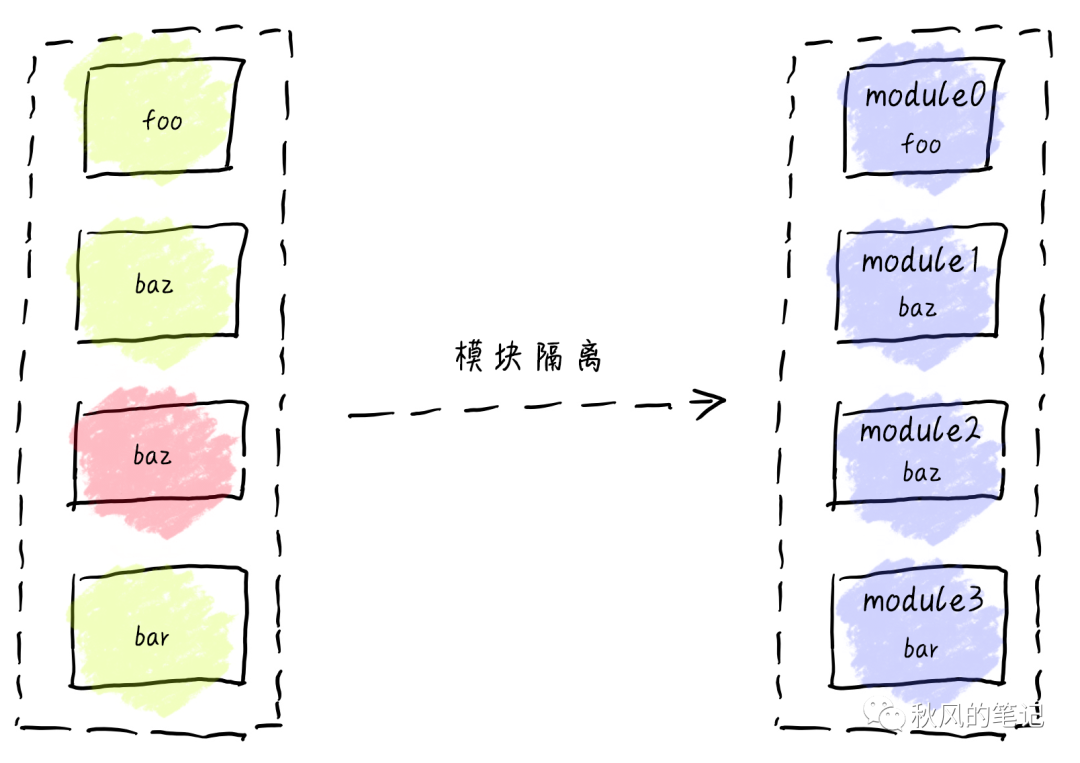 foo
baz
baz
bar
模块隔离
module0
foo
module1
baz
module2
baz
module3
bar
秋风的笔记